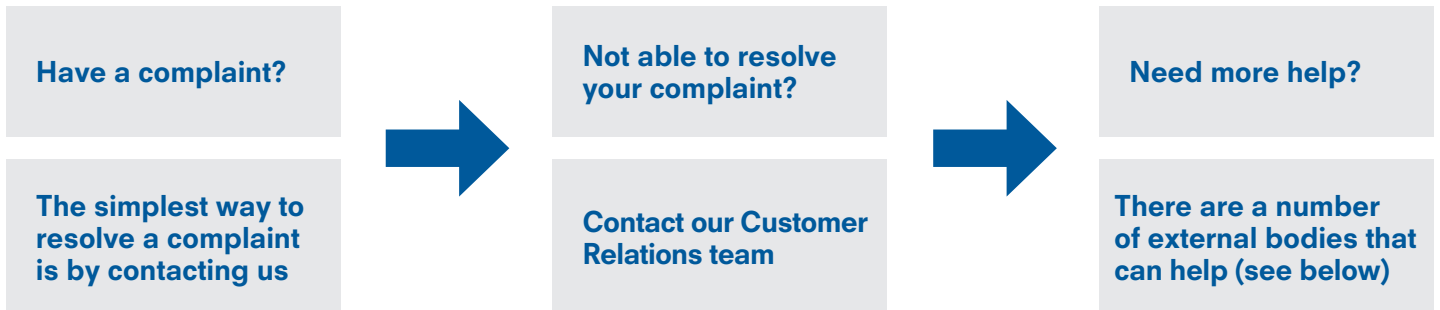 Have a complaint?
The simplest way to
resolve a complaint
is by contacting us
Not able to resolve
your complaint?
Contact our Customer
Relations team
Need more help?
There are a number
of external bodies that
can help (see below)